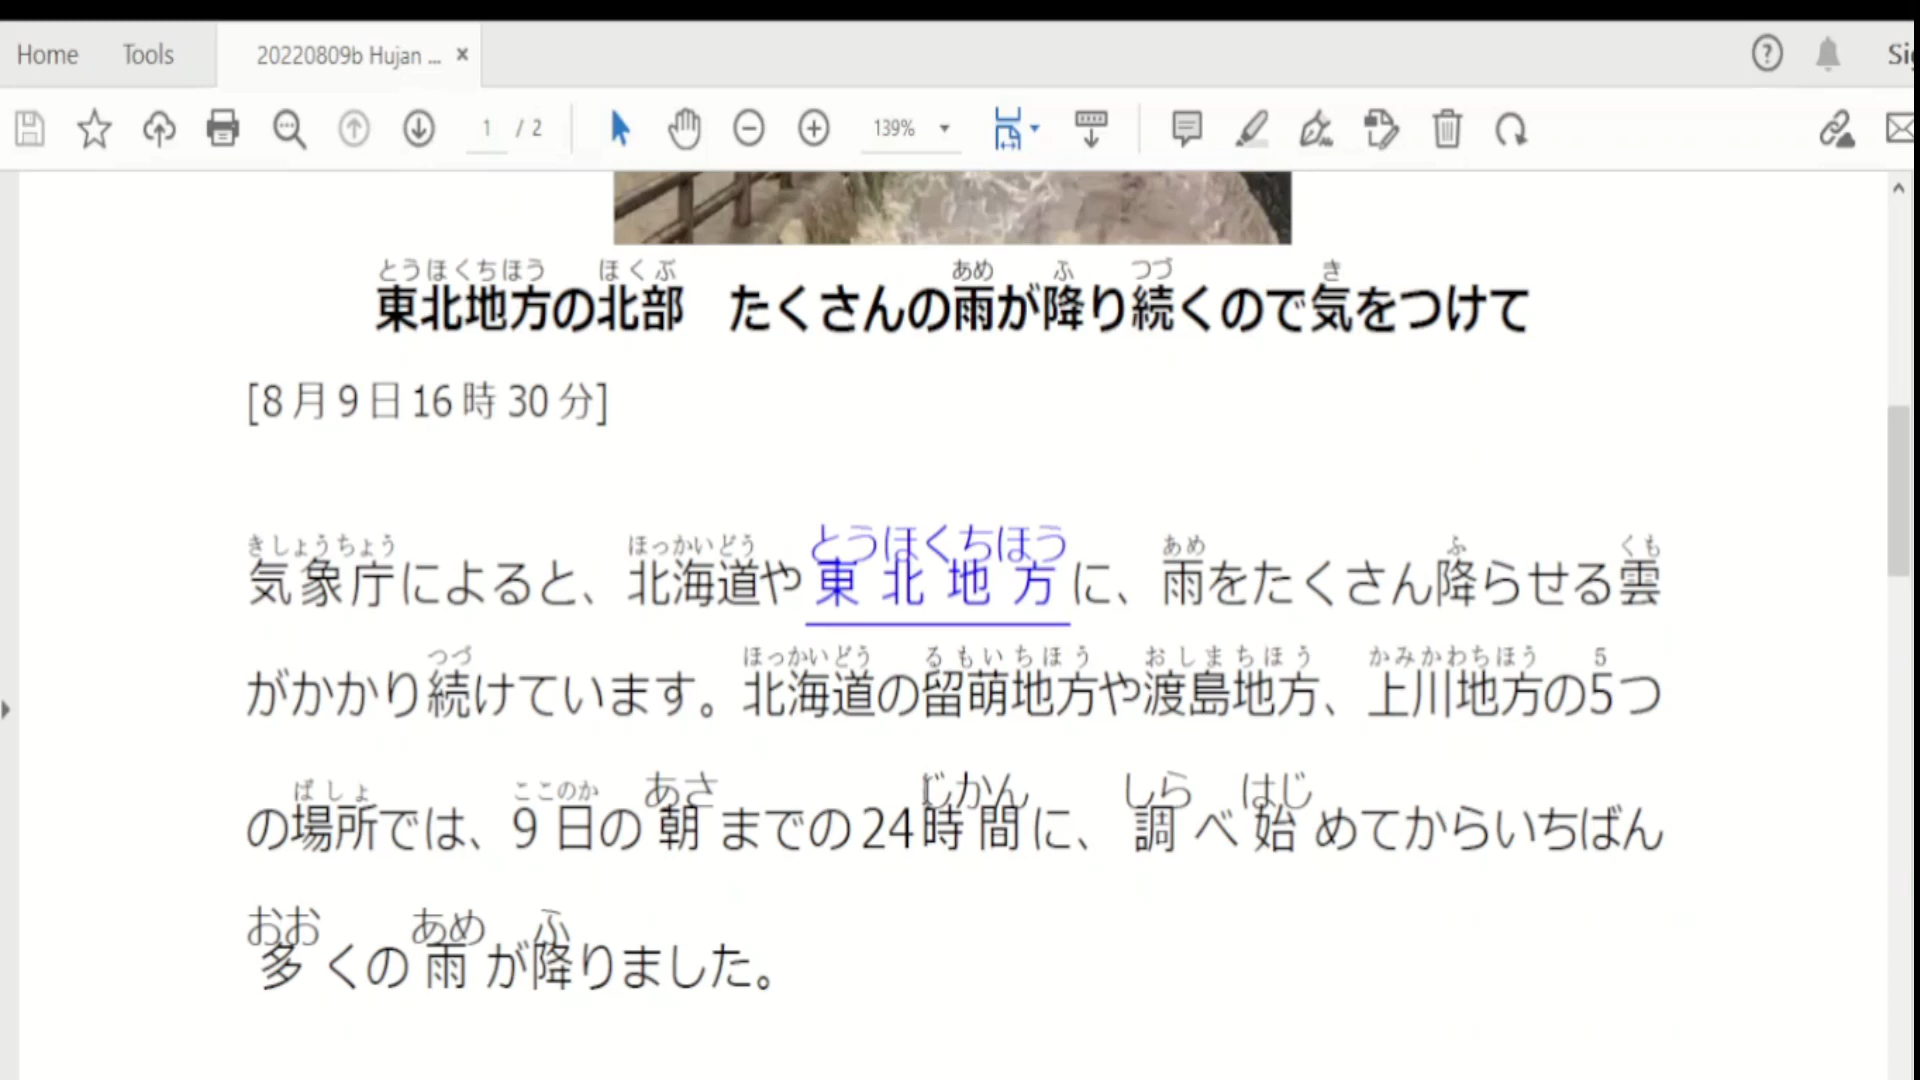 Home Tools 20220809b Hujan ... ×
1 / 2 139%
とうほくちほう ほくぶ あめ ふ つづ き
東北地方の北部 たくさんの雨が降り続くので気をつけて
[8月9日16時30分]
きしょうちょう ほっかいどう とうほくちほう あめ ふ くも
気象庁によると、北海道や東北地方に、雨をたくさん降らせる雲
つづ ほっかいどう るもいちほう おしまちほう かみかわちほう 5
がかかり続けています。北海道の留萌地方や渡島地方、上川地方の5つ
ばしょ ここのか あさ じかん しら はじ
の場所では、9日の朝までの24時間に、調べ始めてからいちばん
おお あめ ふ
多くの雨が降りました。